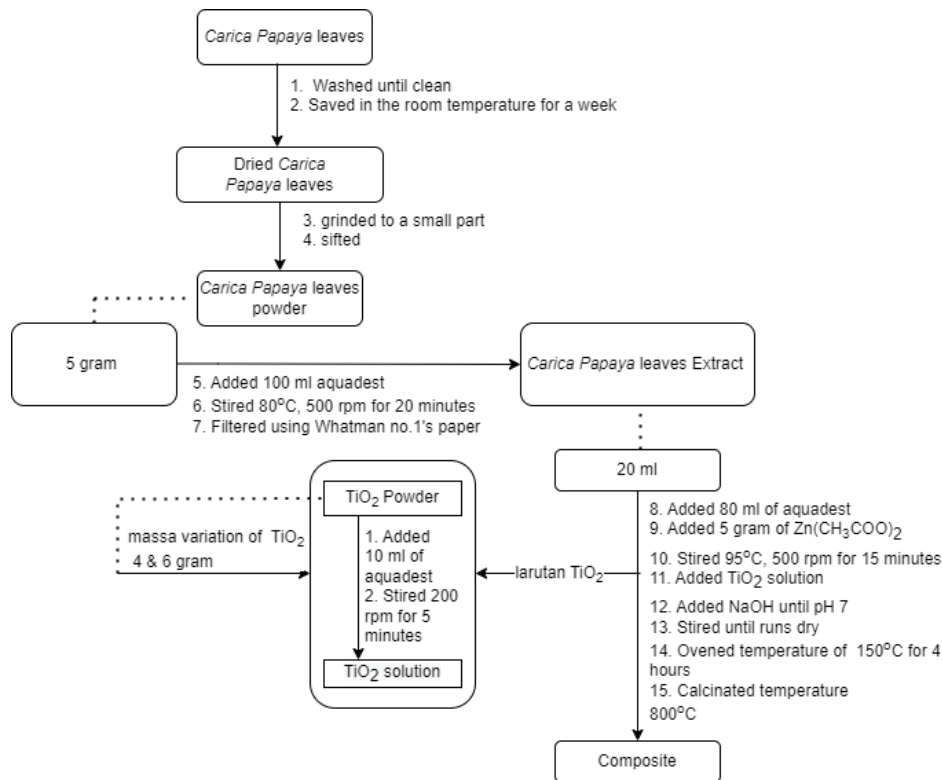 Carica Papaya leaves
1. Washed until clean
2. Saved in the room temperature for a week
Dried Carica
Papaya leaves
3. grinded to a small part
4. sifted
Carica Papaya leaves
powder
5 gram
5. Added 100 ml aquadest
6. Stired 80°C, 500 rpm for 20 minutes
7. Filtered using Whatman no.1's paper
Carica Papaya leaves Extract
20 ml
8. Added 80 ml of aquadest
9. Added 5 gram of Zn(CH₃COO)₂
10. Stired 95°C, 500 rpm for 15 minutes
11. Added TiO₂ solution
12. Added NaOH until pH 7
13. Stired until runs dry
14. Ovened temperature of 150°C for 4
hours
15. Calcinated temperature
800°C
Composite
larutan TiO₂
TiO₂ Powder
1. Added
10 ml of
aquadest
2. Stired 200
rpm for 5
minutes
TiO₂ solution
massa variation of TiO₂
4 & 6 gram